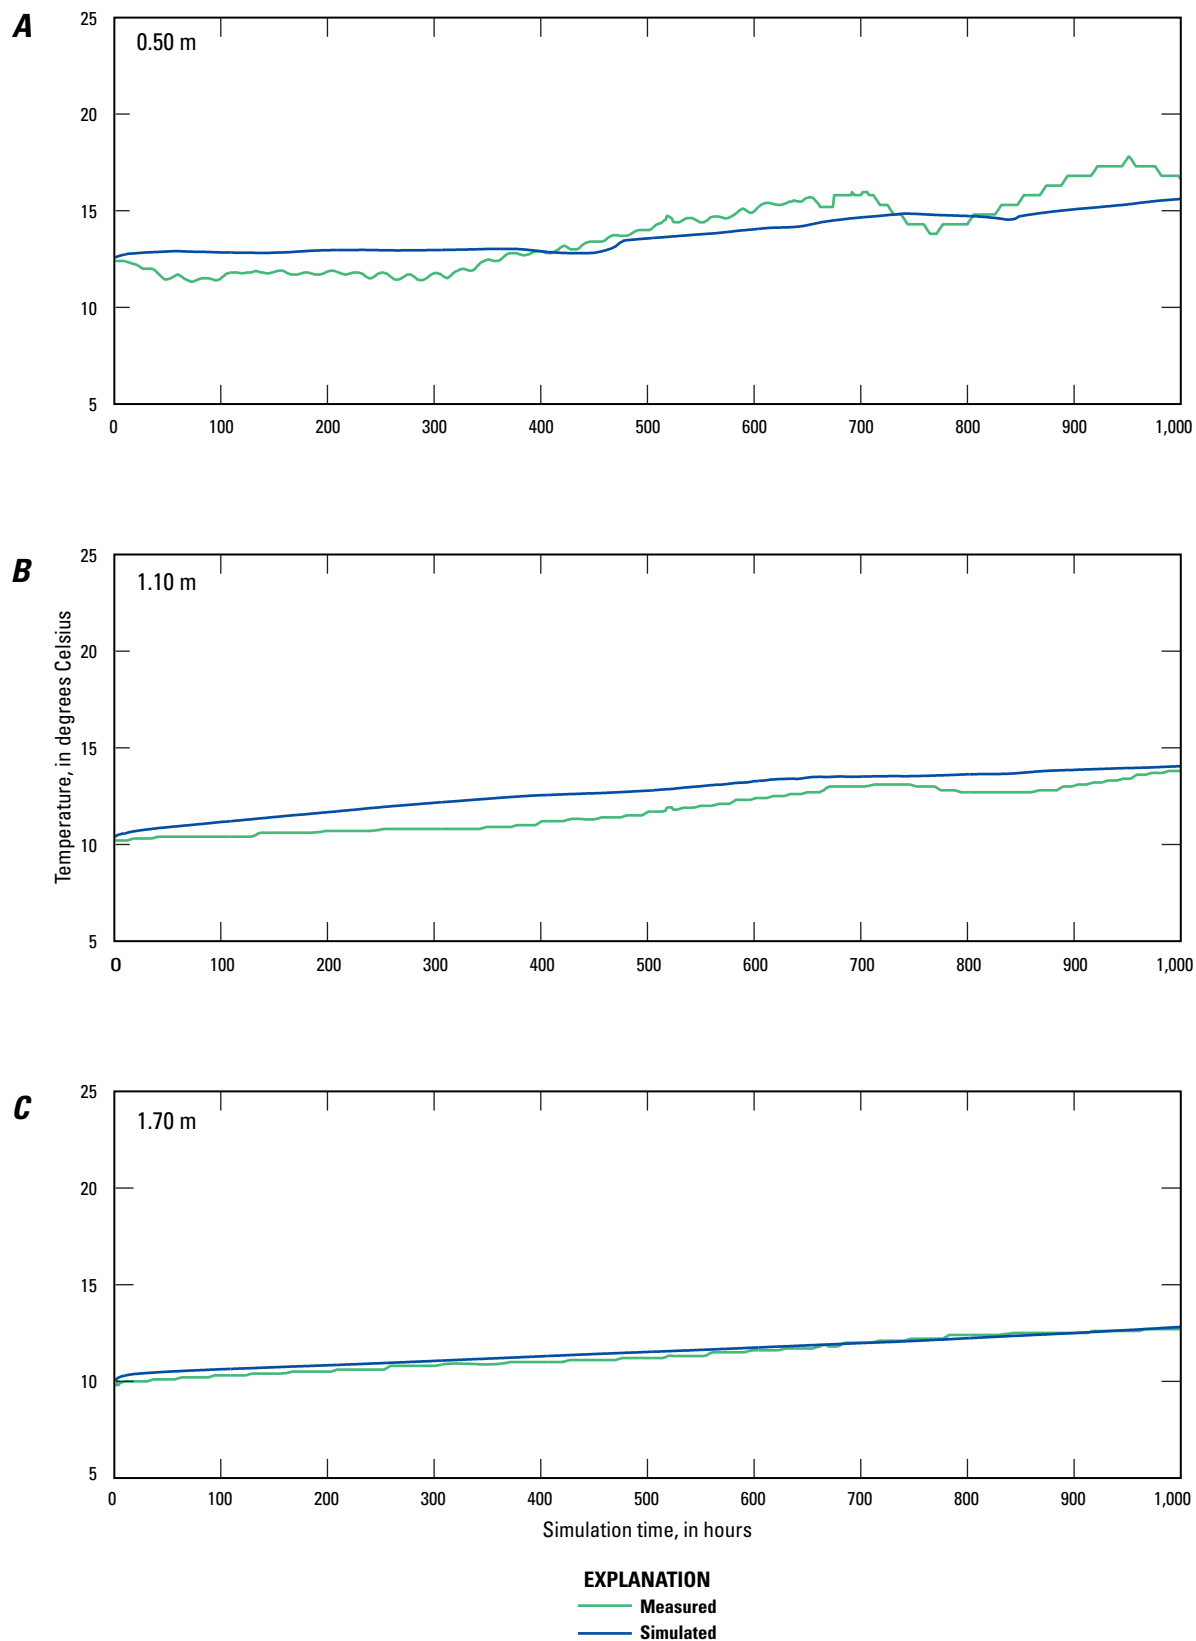 A
0.50 m
25
20
15
10
5
0 100 200 300 400 500 600 700 800 900 1,000
B
1.10 m
25
20
15
10
5
0 100 200 300 400 500 600 700 800 900 1,000
Temperature, in degrees Celsius
C
1.70 m
25
20
15
10
5
0 100 200 300 400 500 600 700 800 900 1,000
Simulation time, in hours
EXPLANATION
Measured
Simulated